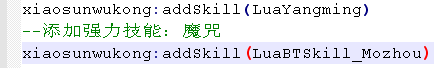 xiaosunwukong:addSkill(LuaYangming)
--添加强力技能：魔咒
xiaosunwukong:addSkill(LuaBTSkill_Mozhou)